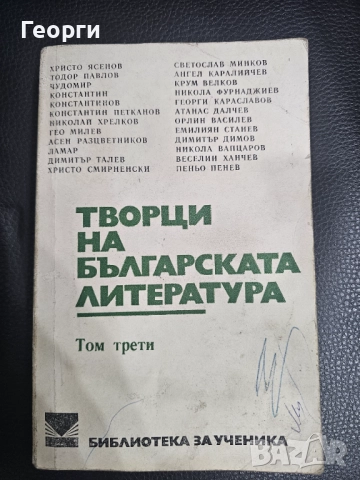 Георги
ХРИСТО ЯСЕНОВ
ТОДОР ПАВЛОВ
ЧУДОМИР
КОНСТАНТИН
КОНСТАНТИНОВ
КОНСТАНТИН ПЕТКАНОВ
НИКОЛАЙ ХРЕЛКОВ
ГЕО МИЛЕВ
АСЕН РАЗЦВЕТНИКОВ
ЛАМАР
ДИМИТЪР ТАЛЕВ
ХРИСТО СМИРНЕНСКИ
СВЕТОСЛАВ МИНКОВ
АНГЕЛ КАРАЛИЙЧЕВ
КРУМ ВЕЛКОВ
НИКОЛА ФУРНАДЖИЕВ
ГЕОРГИ КАРАСЛАВОВ
АТАНАС ДАЛЧЕВ
ОРЛИН ВАСИЛЕВ
ЕМИЛИЯН СТАНЕВ
ДИМИТЪР ДИМОВ
НИКОЛА ВАПЦАРОВ
ВЕСЕЛИН ХАНЧЕВ
ПЕНЬО ПЕНЕВ
ТВОРЦИ
НА
БЪЛГАРСКАТА
ЛИТЕРАТУРА
Том трети
БИБЛИОТЕКА ЗА УЧЕНИКА
BAZAR